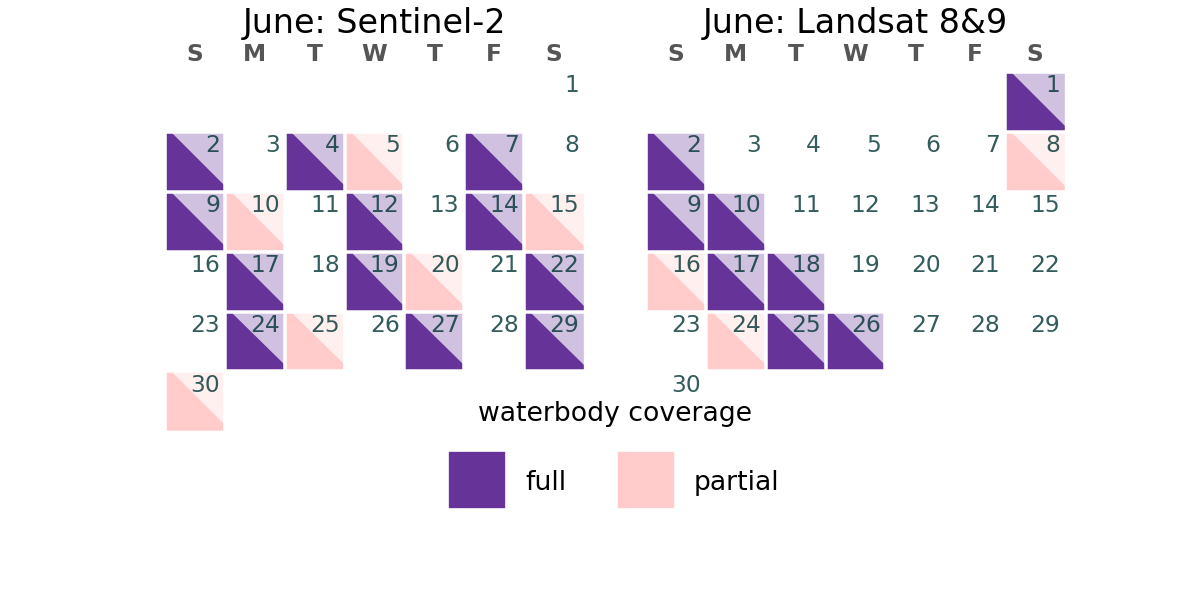 June: Sentinel-2
S M T W T F S
1
2 3 4 5 6 7 8
9 10 11 12 13 14 15
16 17 18 19 20 21 22
23 24 25 26 27 28 29
30
June: Landsat 8&9
S M T W T F S
1
2 3 4 5 6 7 8
9 10 11 12 13 14 15
16 17 18 19 20 21 22
23 24 25 26 27 28 29
30
waterbody coverage
full partial